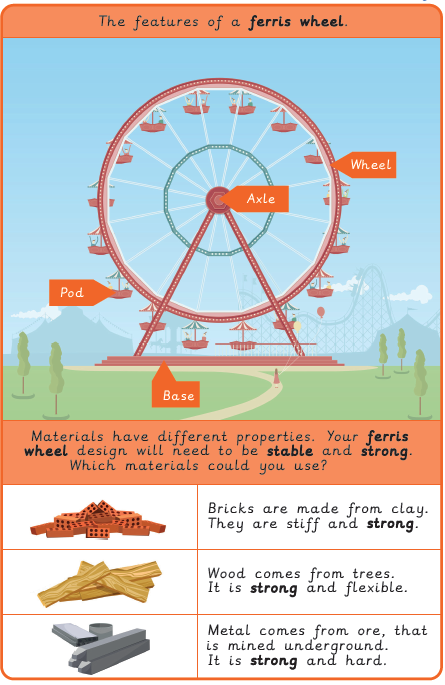 The features of a ferris wheel.
Wheel
Axle
Pod
Base
Materials have different properties. Your ferris
wheel design will need to be stable and strong.
Which materials could you use?
Bricks are made from clay.
They are stiff and strong.
Wood comes from trees.
It is strong and flexible.
Metal comes from ore, that
is mined underground.
It is strong and hard.